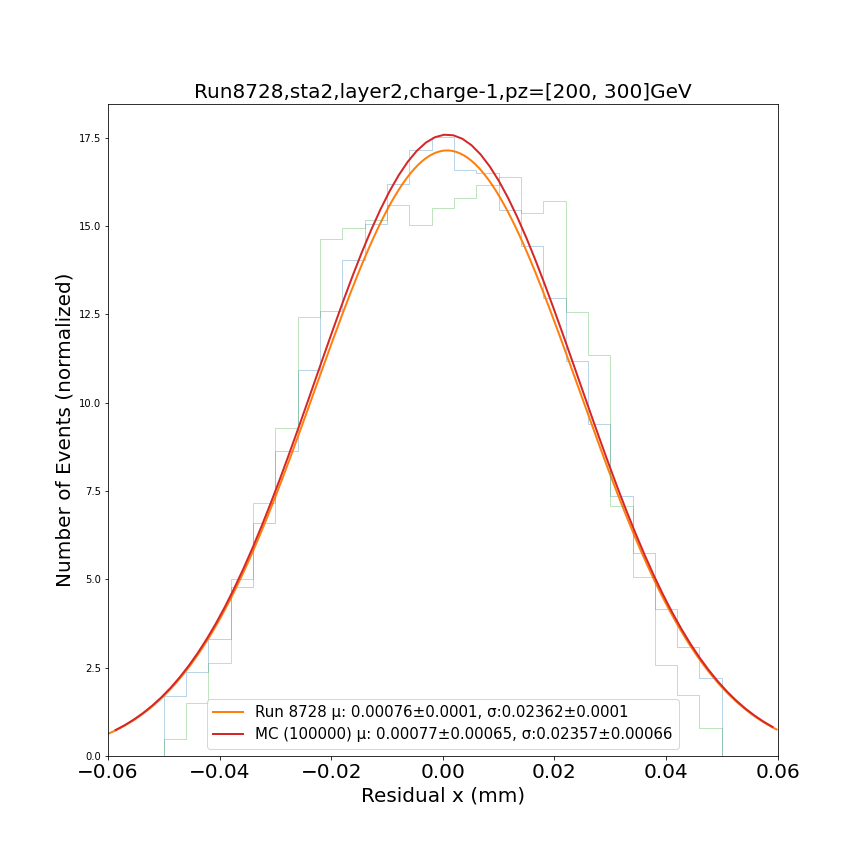 Run8728,sta2,layer2,charge-1,pz=[200, 300]GeV
Number of Events (normalized)
17.5
15.0
12.5
10.0
7.5
5.0
2.5
0.0
Run 8728 μ: 0.00076±0.0001, σ:0.02362±0.0001
MC (100000) μ: 0.00077±0.00065, σ:0.02357±0.00066
−0.06 −0.04 −0.02 0.00 0.02 0.04 0.06
Residual x (mm)